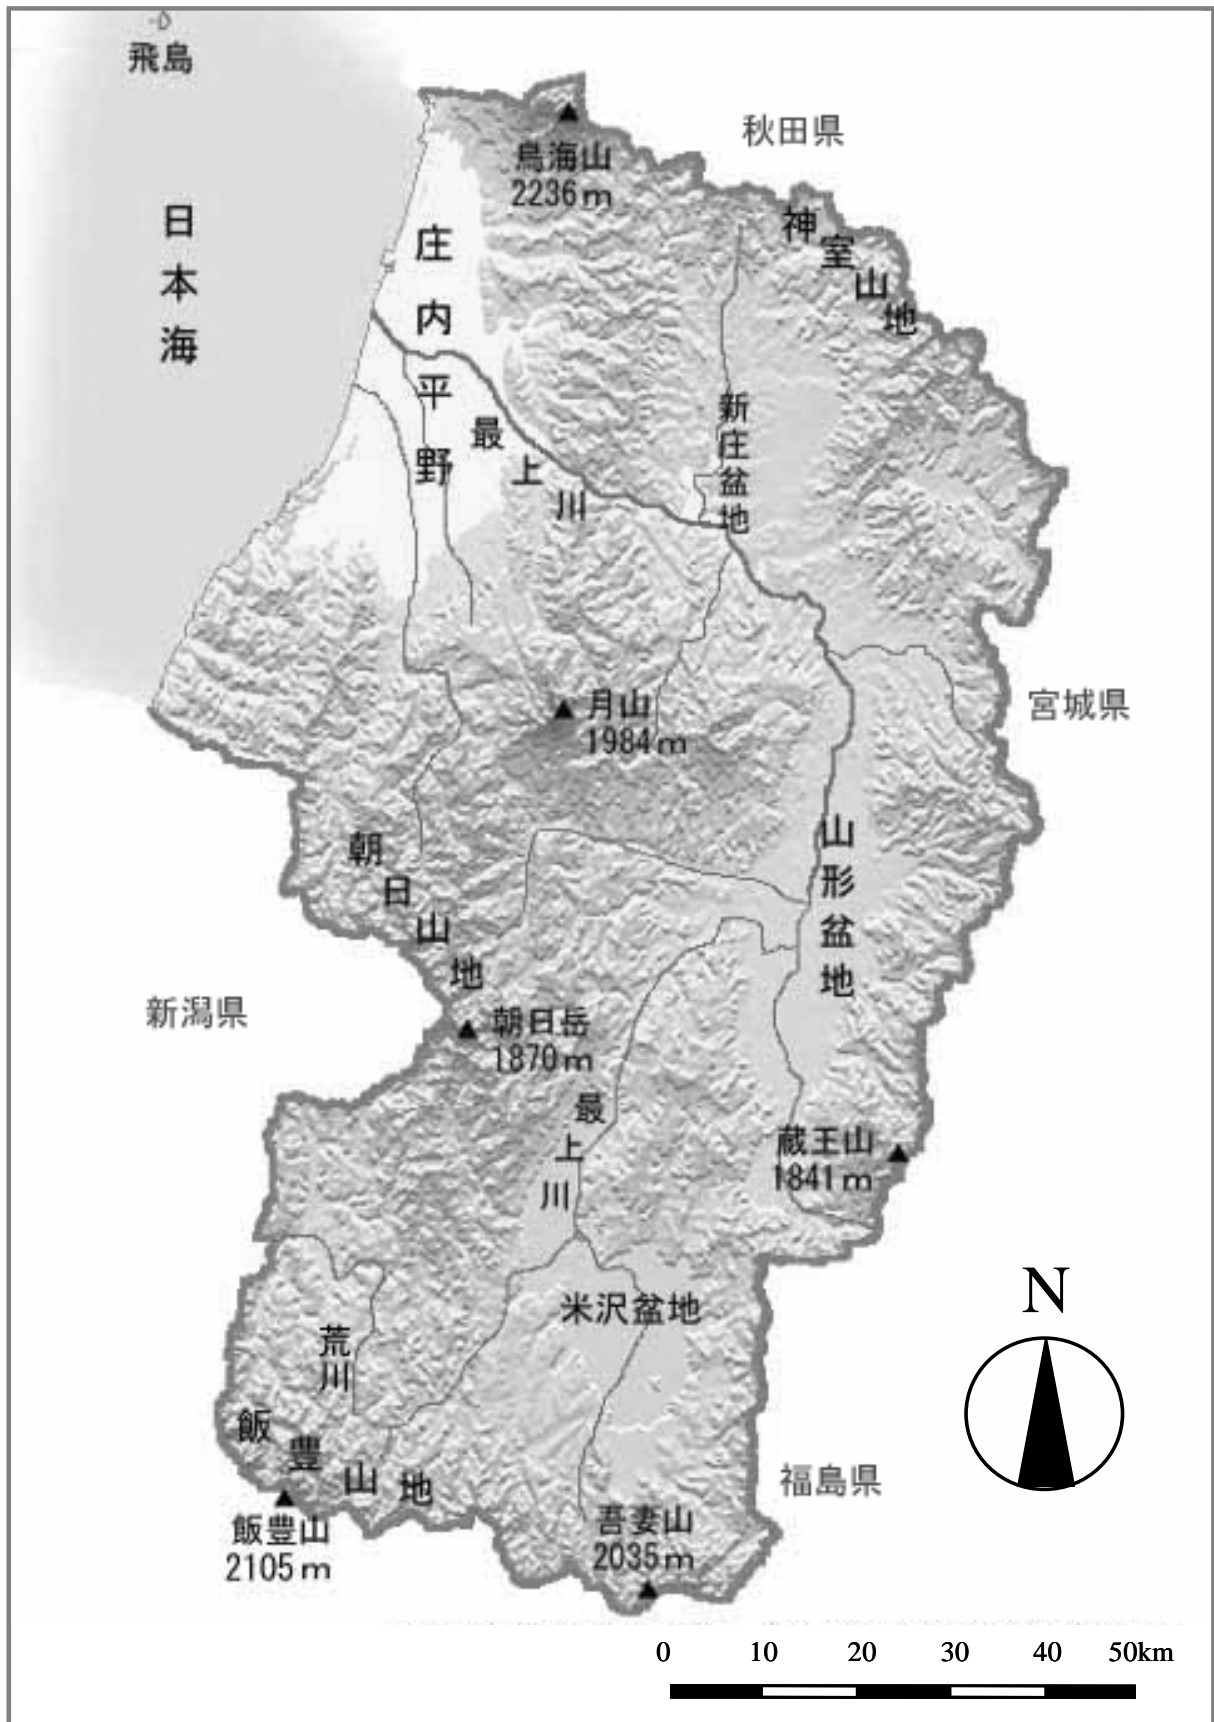 飛島
秋田県
鳥海山
2236m
日本海
庄内平野
神室山地
最上川
新庄盆地
月山
1984m
宮城県
山形盆地
朝日山地
新潟県
朝日岳
1870m
最上川
蔵王山
1841m
米沢盆地
荒川
飯豊山地
飯豊山
2105m
吾妻山
2035m
福島県
N
0 10 20 30 40 50km